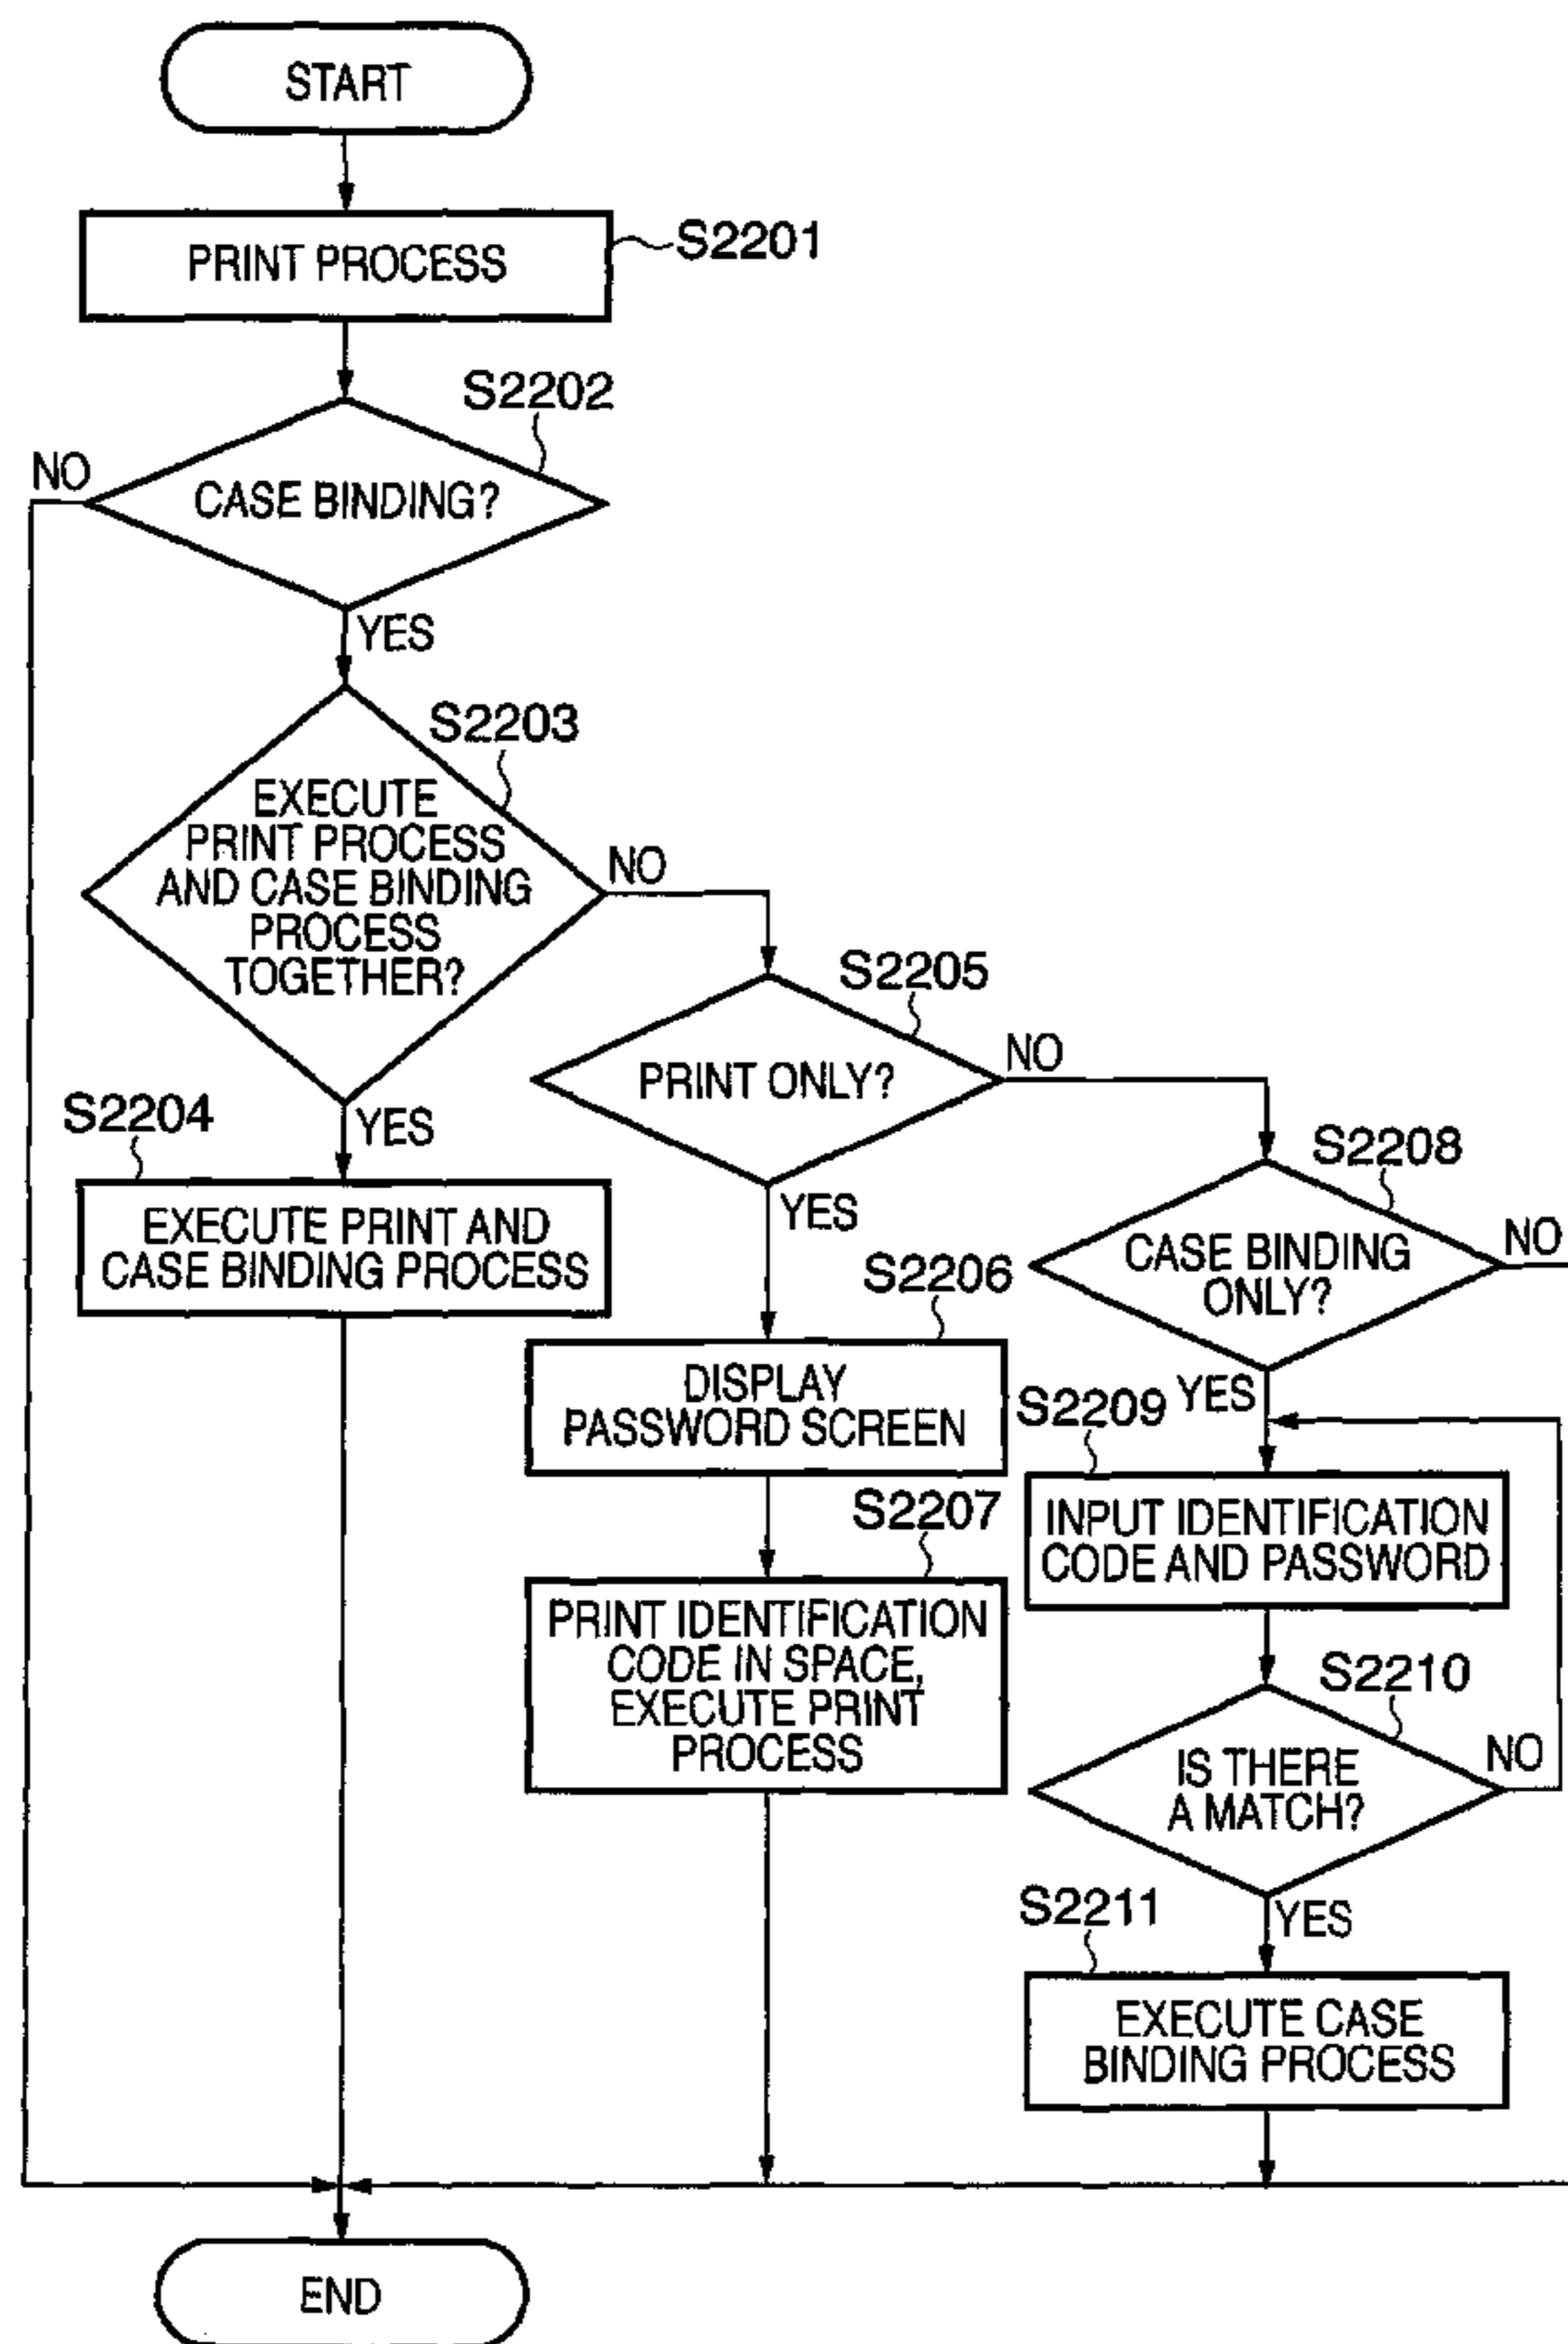 START
PRINT PROCESS
S2201
S2202
NO
CASE BINDING?
YES
S2203
EXECUTE
PRINT PROCESS
AND CASE BINDING
PROCESS
TOGETHER?
NO
YES
S2204
EXECUTE PRINT AND
CASE BINDING PROCESS
S2205
PRINT ONLY?
NO
YES
S2206
DISPLAY
PASSWORD SCREEN
S2207
PRINT IDENTIFICATION
CODE IN SPACE,
EXECUTE PRINT
PROCESS
S2208
CASE BINDING
ONLY?
NO
YES
S2209
INPUT IDENTIFICATION
CODE AND PASSWORD
S2210
IS THERE
A MATCH?
NO
YES
S2211
EXECUTE CASE
BINDING PROCESS
END